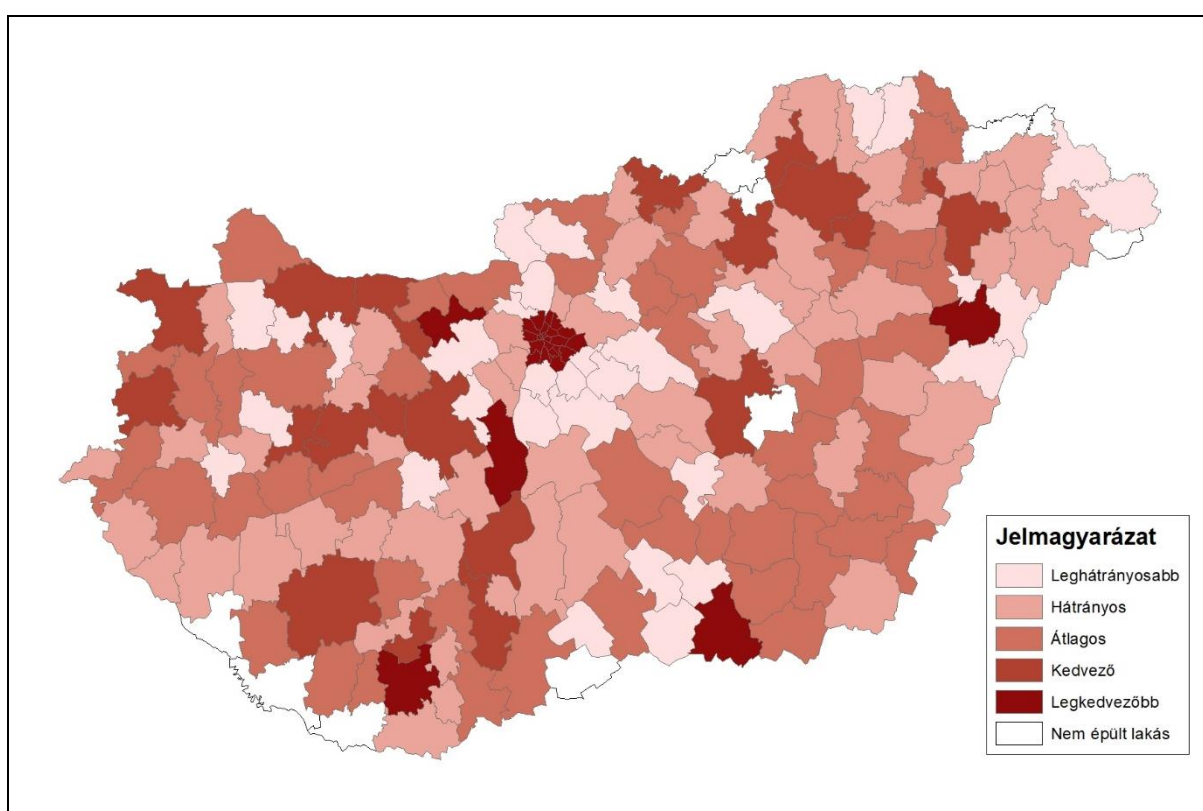 Jelmagyarázat
Leghátrányosabb
Hátrányos
Átlagos
Kedvező
Legkedvezőbb
Nem épült lakás